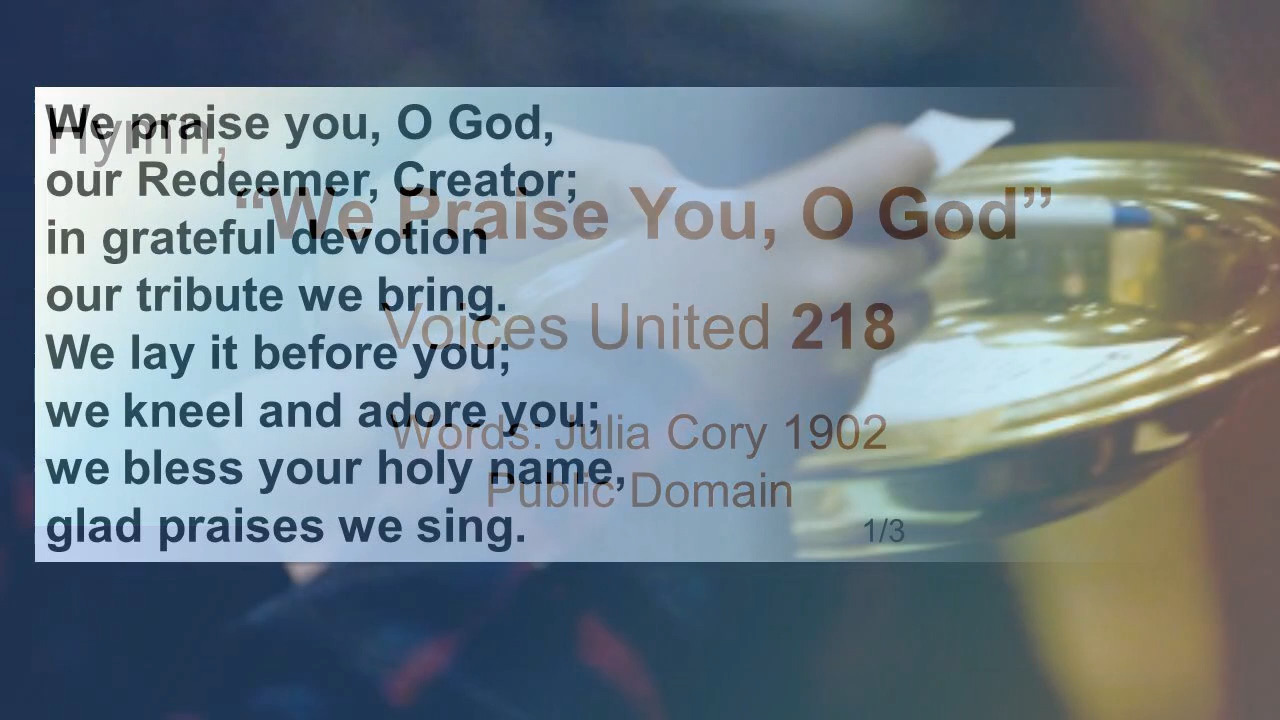 We praise you, O God,
our Redeemer, Creator;
in grateful devotion
our tribute we bring.
We lay it before you;
we kneel and adore you;
we bless your holy name,
glad praises we sing.
1/3
Hymn,
“We Praise You, O God”
Voices United 218
Words: Julia Cory 1902
Public Domain